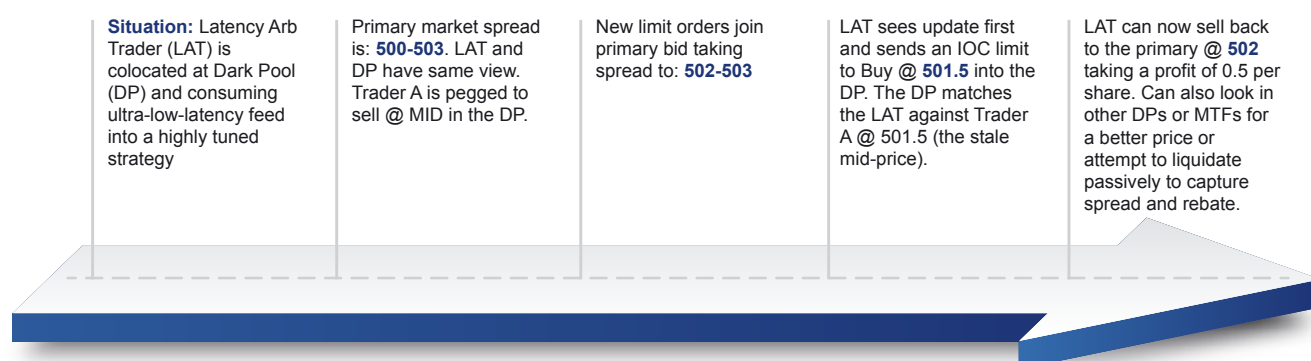 Situation: Latency Arb
Trader (LAT) is
colocated at Dark Pool
(DP) and consuming
ultra-low-latency feed
into a highly tuned
strategy
Primary market spread
is: 500-503. LAT and
DP have same view.
Trader A is pegged to
sell @ MID in the DP.
New limit orders join
primary bid taking
spread to: 502-503
LAT sees update first
and sends an IOC limit
to Buy @ 501.5 into the
DP. The DP matches
the LAT against Trader
A @ 501.5 (the stale
mid-price).
LAT can now sell back
to the primary @ 502
taking a profit of 0.5 per
share. Can also look in
other DPs or MTFs for
a better price or
attempt to liquidate
passively to capture
spread and rebate.